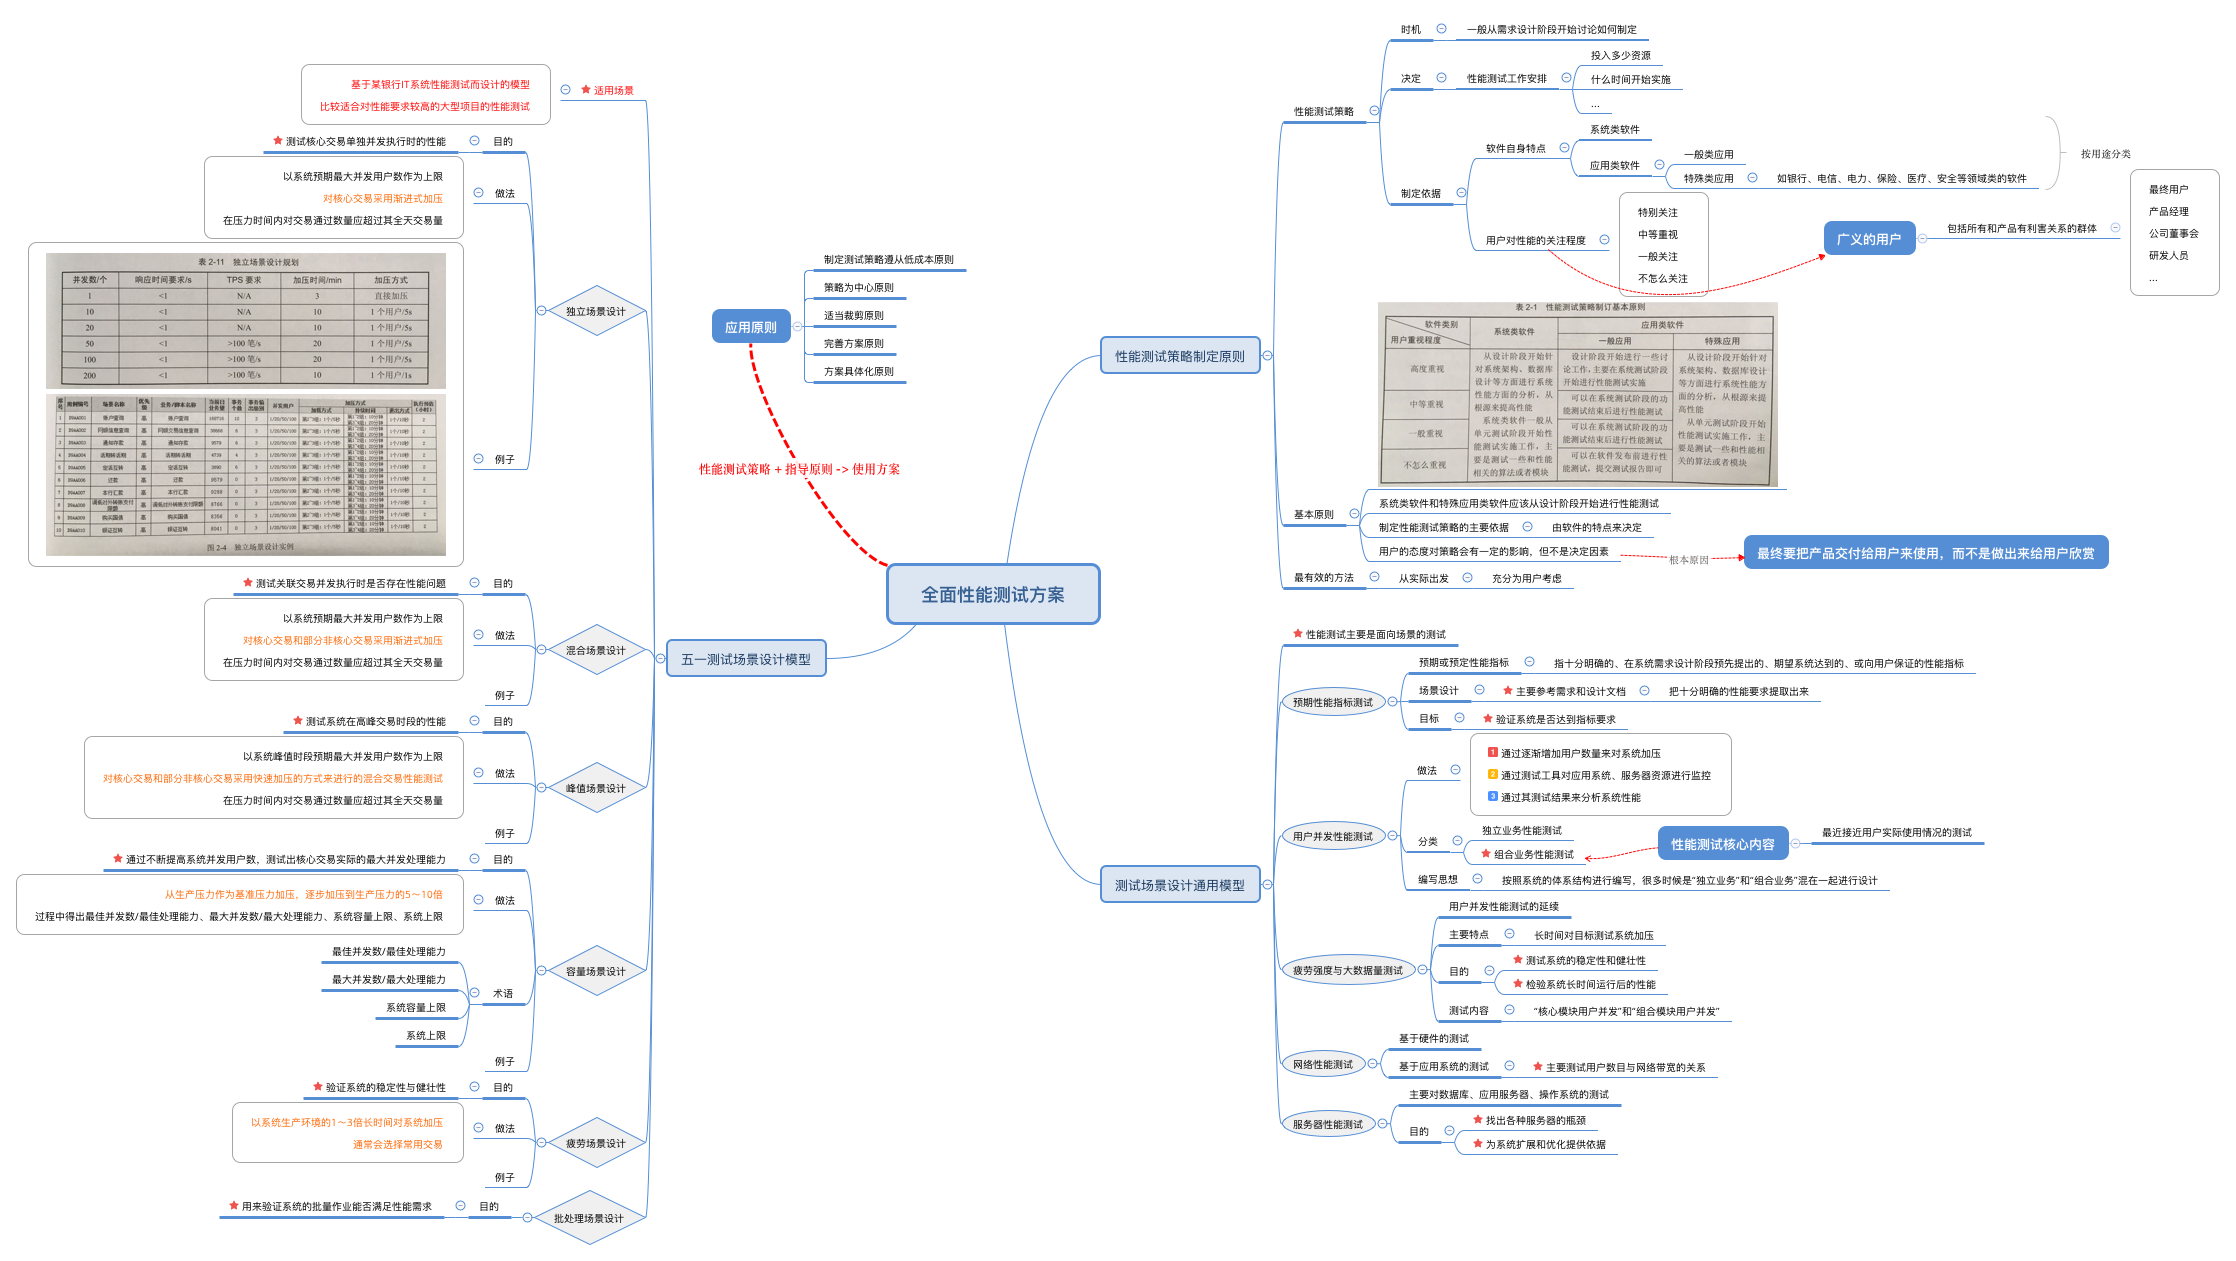 全面性能测试方案
应用原则
制定测试策略遵从低成本原则
策略为中心原则
适当裁剪原则
完善方案原则
方案具体化原则
性能测试策略 + 指导原则 -> 使用方案
性能测试策略制定原则
性能测试策略
时机
一般从需求设计阶段开始讨论如何制定
决定
性能测试工作安排
投入多少资源
什么时间开始实施
...
制定依据
软件自身特点
系统类软件
应用类软件
一般类应用
特殊类应用
如银行、电信、电力、保险、医疗、安全等领域类的软件
按用途分类
用户对性能的关注程度
特别关注
中等重视
一般关注
不怎么关注
广义的用户
包括所有和产品有利害关系的群体
最终用户
产品经理
公司董事会
研发人员
...
基本原则
表 2-1 性能测试策略制订基本原则
软件类别
用户重视程度
系统类软件
应用类软件
一般应用
特殊应用
高度重视
中等重视
一般重视
不怎么重视
从设计阶段开始针
对系统架构、数据库
设计等方面进行系统
性能方面的分析，从
根源来提高性能
系统类软件一般从
单元测试阶段开始性
能测试实施工作，主
要是测试一些和性能
相关的算法或者模块
设计阶段开始进行一些讨
论工作，主要在系统测试阶段
开始进行性能测试实施
可以在系统测试阶段的功
能测试结束后进行性能测试
可以在系统测试阶段的功
能测试结束后进行性能测试
可以在软件发布前进行性
能测试，提交测试报告即可
从设计阶段开始针对
系统架构、数据库设计
等方面进行系统性能方
面的分析，从根源来提
高性能
从单元测试阶段开始
性能测试实施工作，主
要是测试一些和性能相
关的算法或者模块
系统类软件和特殊应用类软件应该从设计阶段开始进行性能测试
制定性能测试策略的主要依据
由软件的特点来决定
用户的态度对策略会有一定的影响，但不是决定因素
根本原因
最终要把产品交付给用户来使用，而不是做出来给用户欣赏
最有效的方法
从实际出发
充分为用户考虑
测试场景设计通用模型
性能测试主要是面向场景的测试
预期性能指标测试
预期或预定性能指标
指十分明确的、在系统需求设计阶段预先提出的、期望系统达到的、或向用户保证的性能指标
场景设计
主要参考需求和设计文档
把十分明确的性能要求提取出来
目标
验证系统是否达到指标要求
用户并发性能测试
做法
1 通过逐渐增加用户数量来对系统加压
2 通过测试工具对应用系统、服务器资源进行监控
3 通过其测试结果来分析系统性能
分类
独立业务性能测试
组合业务性能测试
性能测试核心内容
最近接近用户实际使用情况的测试
编写思想
按照系统的体系结构进行编写，很多时候是“独立业务”和“组合业务”混在一起进行设计
疲劳强度与大数据量测试
用户并发性能测试的延续
主要特点
长时间对目标测试系统加压
目的
测试系统的稳定性和健壮性
检验系统长时间运行后的性能
测试内容
“核心模块用户并发”和“组合模块用户并发”
网络性能测试
基于硬件的测试
基于应用系统的测试
主要测试用户数目与网络带宽的关系
服务器性能测试
主要对数据库、应用服务器、操作系统的测试
目的
找出各种服务器的瓶颈
为系统扩展和优化提供依据
五一测试场景设计模型
适用场景
基于某银行IT系统性能测试而设计的模型
比较适合对性能要求较高的大型项目的性能测试
独立场景设计
目的
测试核心交易单独并发执行时的性能
做法
以系统预期最大并发用户数作为上限
对核心交易采用渐进式加压
在压力时间内对交易通过数量应超过其全天交易量
例子
表 2-11 独立场景设计规划
并发数/个 响应时间要求/s TPS 要求 加压时间/min 加压方式
1 <1 N/A 3 直接加压
10 <1 N/A 10 1 个用户/5s
20 <1 N/A 10 1 个用户/5s
50 <1 >100 笔/s 20 1 个用户/5s
100 <1 >100 笔/s 20 1 个用户/5s
200 <1 >100 笔/s 10 1 个用户/1s
图 2-4 独立场景设计实例
混合场景设计
目的
测试关联交易并发执行时是否存在性能问题
做法
以系统预期最大并发用户数作为上限
对核心交易和部分非核心交易采用渐进式加压
在压力时间内对交易通过数量应超过其全天交易量
例子
峰值场景设计
目的
测试系统在高峰交易时段的性能
做法
以系统峰值时段预期最大并发用户数作为上限
对核心交易和部分非核心交易采用快速加压的方式来进行的混合交易性能测试
在压力时间内对交易通过数量应超过其全天交易量
例子
容量场景设计
目的
通过不断提高系统并发用户数，测试出核心交易实际的最大并发处理能力
做法
从生产压力作为基准压力加压，逐步加压到生产压力的5～10倍
过程中得出最佳并发数/最佳处理能力、最大并发数/最大处理能力、系统容量上限、系统上限
术语
最佳并发数/最佳处理能力
最大并发数/最大处理能力
系统容量上限
系统上限
例子
疲劳场景设计
目的
验证系统的稳定性与健壮性
做法
以系统生产环境的1～3倍长时间对系统加压
通常会选择常用交易
例子
批处理场景设计
目的
用来验证系统的批量作业能否满足性能需求